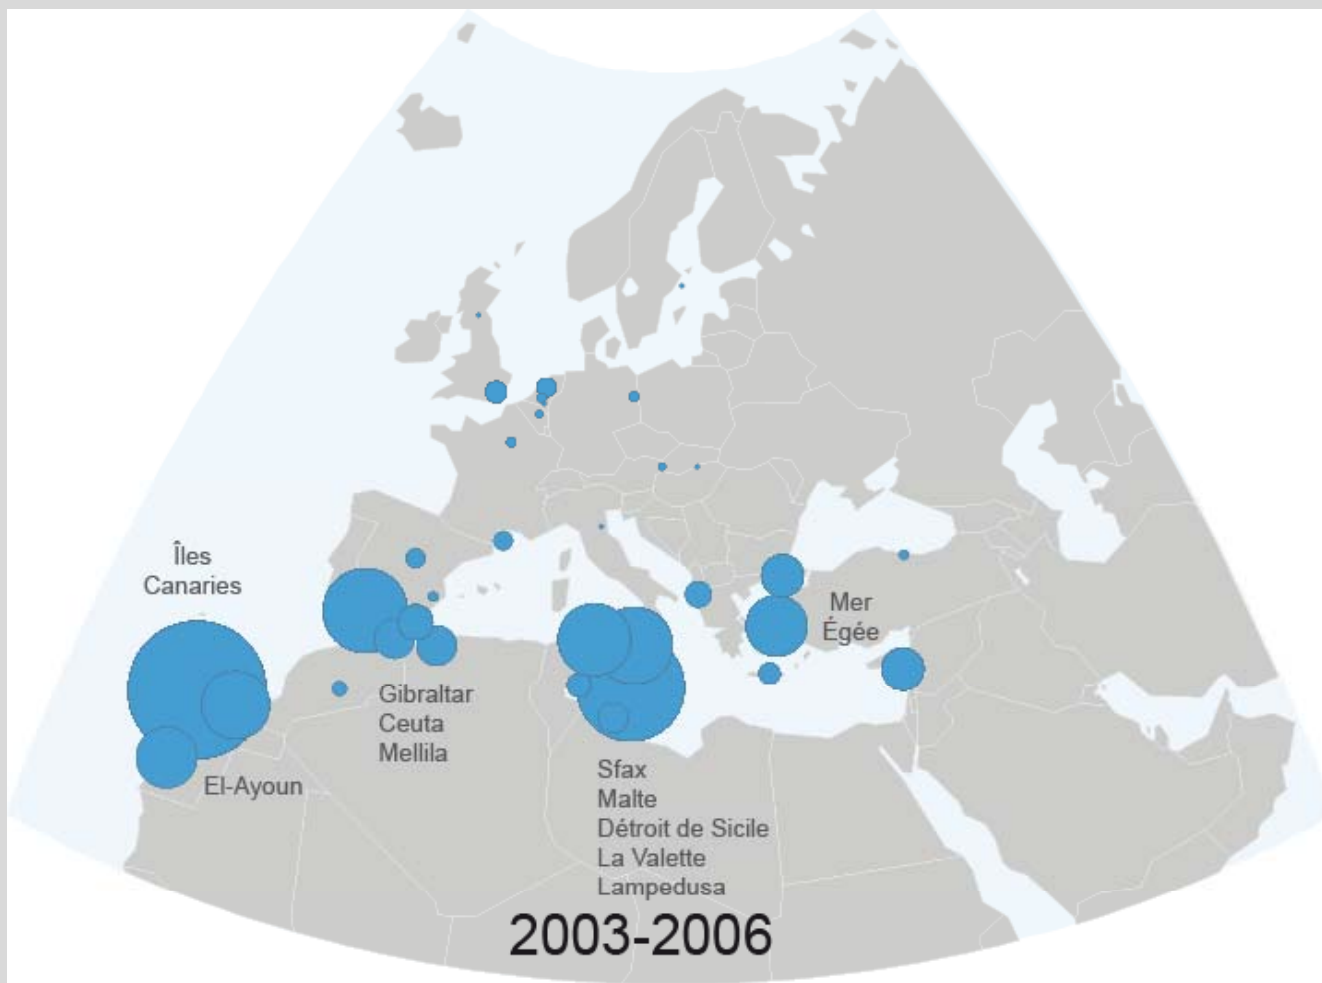 Îles
Canaries
Mer
Égée
Gibraltar
Ceuta
Mellila
El-Ayoun
Sfax
Malte
Détroit de Sicile
La Valette
Lampedusa
2003-2006